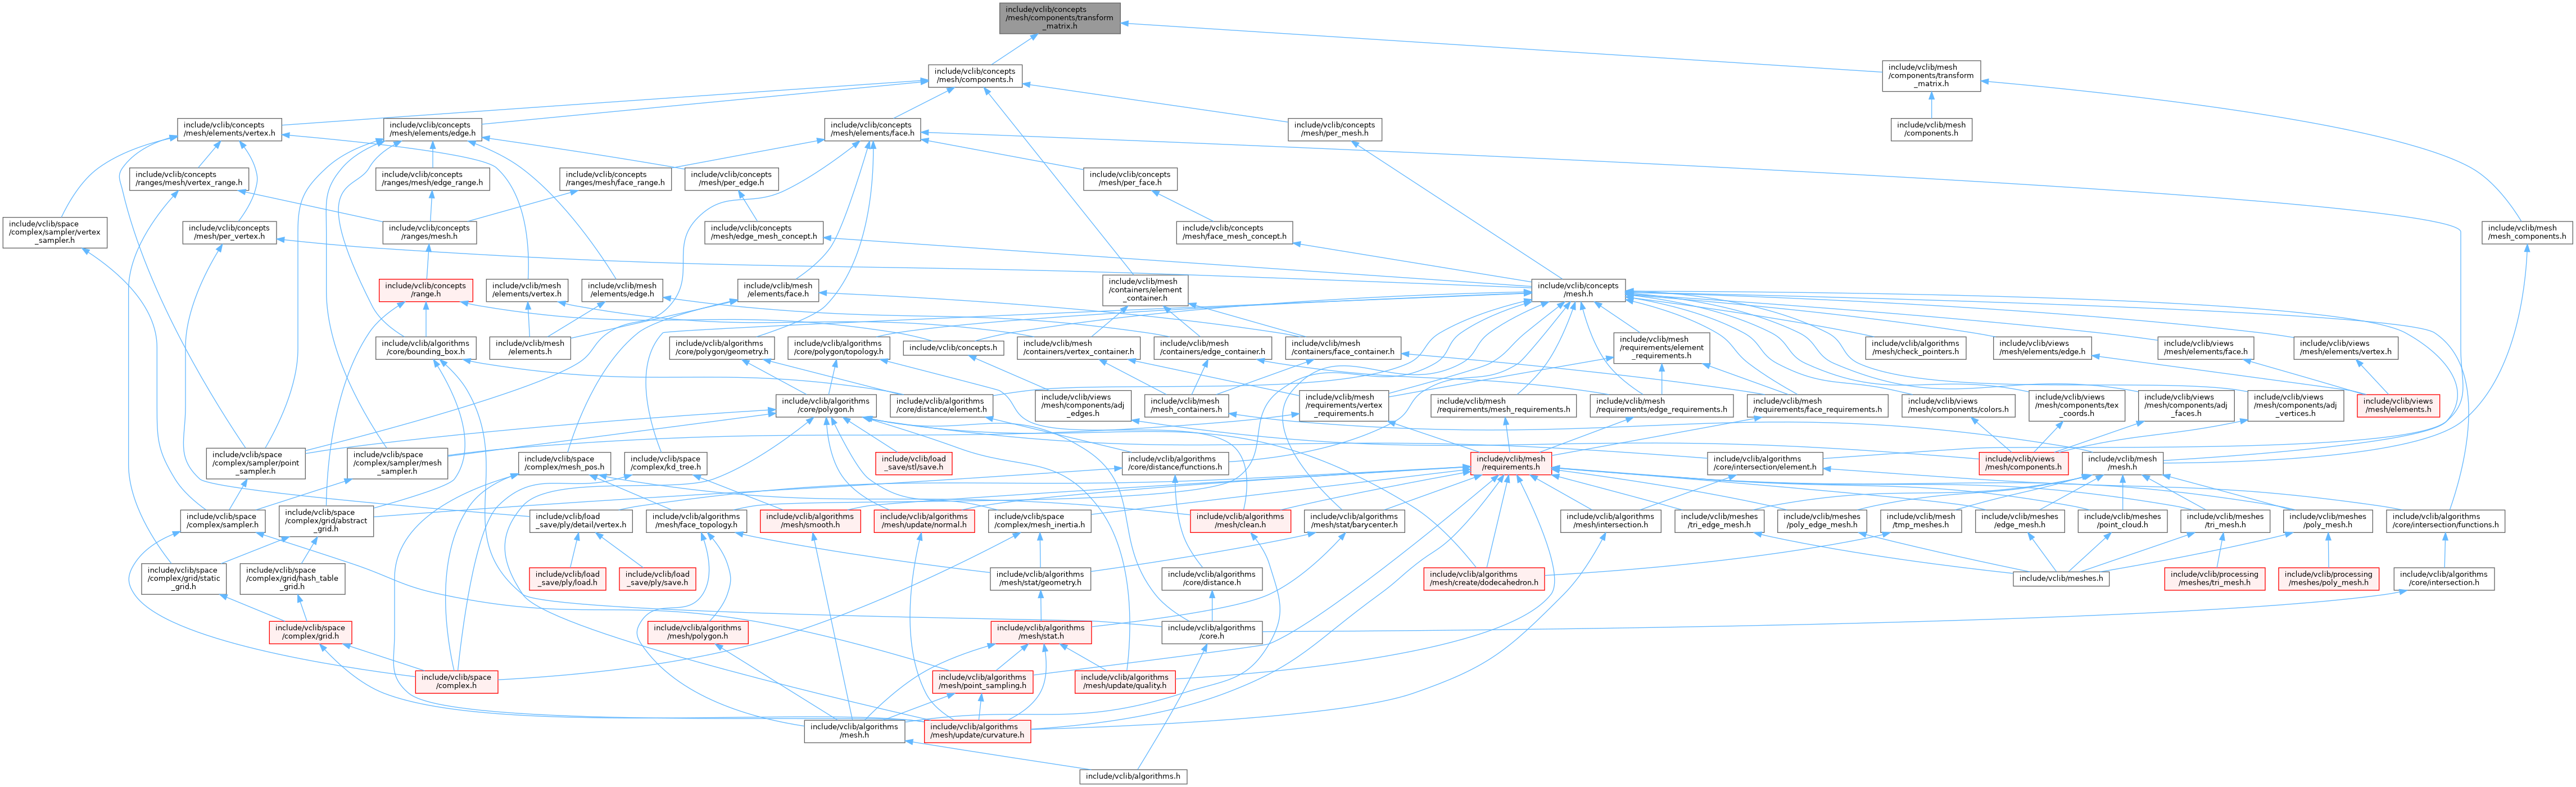 include/vclib/concepts
/mesh/components/transform
_matrix.h
include/vclib/concepts
/mesh/components.h
include/vclib/mesh
/components/transform
_matrix.h
include/vclib/concepts
/mesh/elements/vertex.h
include/vclib/concepts
/mesh/elements/edge.h
include/vclib/concepts
/mesh/elements/face.h
include/vclib/concepts
/mesh/per_mesh.h
include/vclib/mesh
/components.h
include/vclib/concepts
/ranges/mesh/vertex_range.h
include/vclib/concepts
/ranges/mesh/edge_range.h
include/vclib/concepts
/ranges/mesh/face_range.h
include/vclib/concepts
/mesh/per_edge.h
include/vclib/concepts
/mesh/per_face.h
include/vclib/space
/complex/sampler/vertex
_sampler.h
include/vclib/concepts
/mesh/per_vertex.h
include/vclib/concepts
/ranges/mesh.h
include/vclib/concepts
/mesh/edge_mesh_concept.h
include/vclib/concepts
/mesh/face_mesh_concept.h
include/vclib/mesh
/mesh_components.h
include/vclib/concepts
/range.h
include/vclib/mesh
/elements/vertex.h
include/vclib/mesh
/elements/edge.h
include/vclib/mesh
/elements/face.h
include/vclib/mesh
/containers/element
_container.h
include/vclib/concepts
/mesh.h
include/vclib/algorithms
/core/bounding_box.h
include/vclib/mesh
/elements.h
include/vclib/algorithms
/core/polygon/geometry.h
include/vclib/algorithms
/core/polygon/topology.h
include/vclib/concepts.h
include/vclib/mesh
/containers/vertex_container.h
include/vclib/mesh
/containers/edge_container.h
include/vclib/mesh
/containers/face_container.h
include/vclib/mesh
/requirements/element
_requirements.h
include/vclib/algorithms
/mesh/check_pointers.h
include/vclib/views
/mesh/elements/edge.h
include/vclib/views
/mesh/elements/face.h
include/vclib/views
/mesh/elements/vertex.h
include/vclib/algorithms
/core/polygon.h
include/vclib/algorithms
/core/distance/element.h
include/vclib/views
/mesh/components/adj
_edges.h
include/vclib/mesh
/mesh_containers.h
include/vclib/mesh
/requirements/vertex
_requirements.h
include/vclib/mesh
/requirements/mesh_requirements.h
include/vclib/mesh
/requirements/edge_requirements.h
include/vclib/mesh
/requirements/face_requirements.h
include/vclib/views
/mesh/components/colors.h
include/vclib/views
/mesh/components/tex
_coords.h
include/vclib/views
/mesh/components/adj
_faces.h
include/vclib/views
/mesh/components/adj
_vertices.h
include/vclib/views
/mesh/elements.h
include/vclib/space
/complex/sampler/point
_sampler.h
include/vclib/space
/complex/sampler/mesh
_sampler.h
include/vclib/space
/complex/mesh_pos.h
include/vclib/space
/complex/kd_tree.h
include/vclib/load
_save/stl/save.h
include/vclib/algorithms
/core/distance/functions.h
include/vclib/mesh
/requirements.h
include/vclib/algorithms
/core/intersection/element.h
include/vclib/views
/mesh/components.h
include/vclib/mesh
/mesh.h
include/vclib/space
/complex/sampler.h
include/vclib/space
/complex/grid/abstract
_grid.h
include/vclib/load
_save/ply/detail/vertex.h
include/vclib/algorithms
/mesh/face_topology.h
include/vclib/algorithms
/mesh/smooth.h
include/vclib/algorithms
/mesh/update/normal.h
include/vclib/space
/complex/mesh_inertia.h
include/vclib/algorithms
/mesh/clean.h
include/vclib/algorithms
/mesh/stat/barycenter.h
include/vclib/algorithms
/mesh/intersection.h
include/vclib/meshes
/tri_edge_mesh.h
include/vclib/meshes
/poly_edge_mesh.h
include/vclib/mesh
/tmp_meshes.h
include/vclib/meshes
/edge_mesh.h
include/vclib/meshes
/point_cloud.h
include/vclib/meshes
/tri_mesh.h
include/vclib/meshes
/poly_mesh.h
include/vclib/algorithms
/core/intersection/functions.h
include/vclib/space
/complex/grid/static
_grid.h
include/vclib/space
/complex/grid/hash_table
_grid.h
include/vclib/load
_save/ply/load.h
include/vclib/load
_save/ply/save.h
include/vclib/algorithms
/mesh/stat/geometry.h
include/vclib/algorithms
/core/distance.h
include/vclib/algorithms
/mesh/create/dodecahedron.h
include/vclib/meshes.h
include/vclib/processing
/meshes/tri_mesh.h
include/vclib/processing
/meshes/poly_mesh.h
include/vclib/algorithms
/core/intersection.h
include/vclib/space
/complex/grid.h
include/vclib/algorithms
/mesh/polygon.h
include/vclib/algorithms
/mesh/stat.h
include/vclib/algorithms
/core.h
include/vclib/space
/complex.h
include/vclib/algorithms
/mesh/point_sampling.h
include/vclib/algorithms
/mesh/update/quality.h
include/vclib/algorithms
/mesh.h
include/vclib/algorithms
/mesh/update/curvature.h
include/vclib/algorithms.h